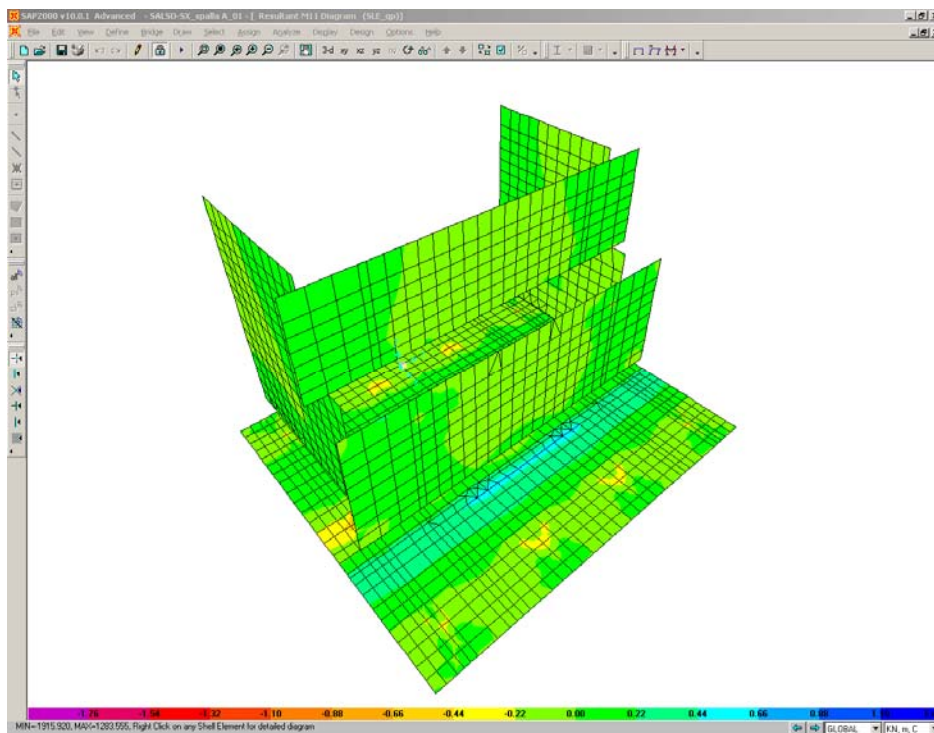 SAP2000 v10.0.1 Advanced - SALSO-SX_spalla A_01 - [ Resultant M11 Diagram (SLE_qp)]
File Edit View Define Bridge Draw Select Assign Analyze Display Design Options Help
3-d xy xz yz nv
-1.76 -1.54 -1.32 -1.10 -0.88 -0.66 -0.44 -0.22 0.00 0.22 0.44 0.66 0.88
MIN=-1915.920, MAX=1283.555, Right Click on any Shell Element for detailed diagram
GLOBAL KN, m, C